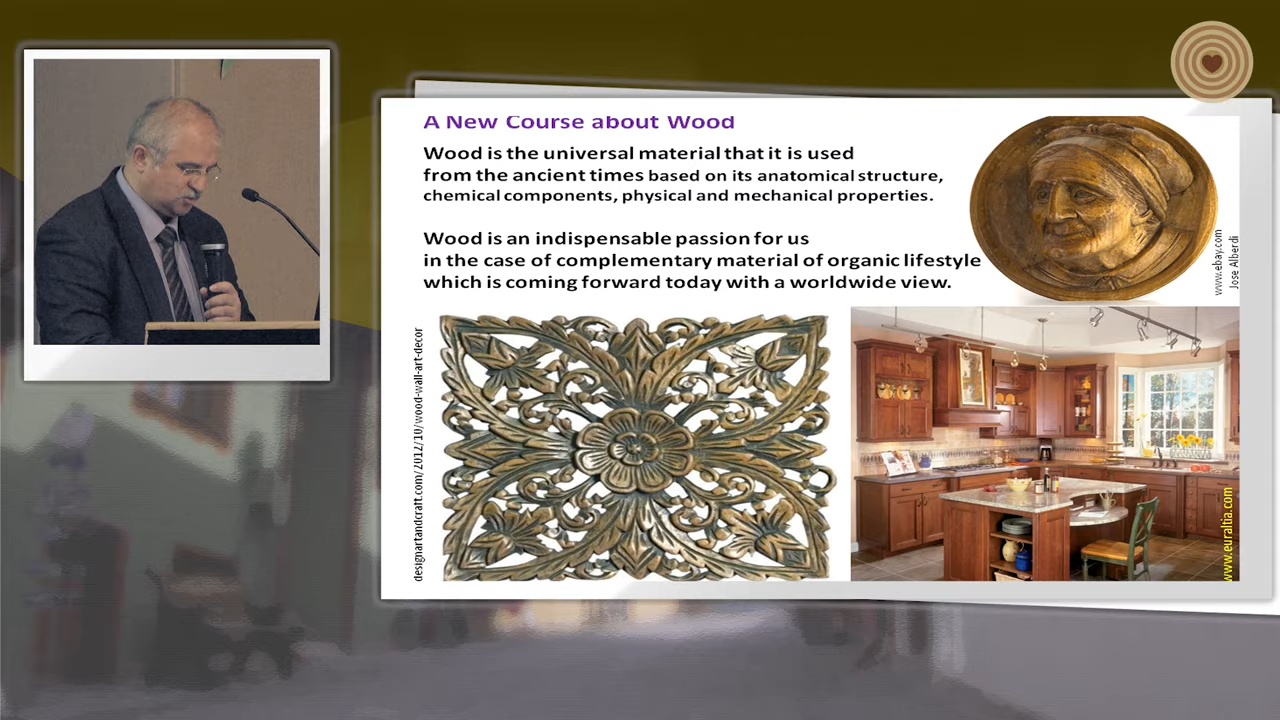 A New Course about Wood
Wood is the universal material that it is used
from the ancient times based on its anatomical structure,
chemical components, physical and mechanical properties.
Wood is an indispensable passion for us
in the case of complementary material of organic lifestyle
which is coming forward today with a worldwide view.
www.ebay.com
Jose Alberdi
designartandcraft.com/2012/10/wood-wall-art-decor
www.euraltia.com